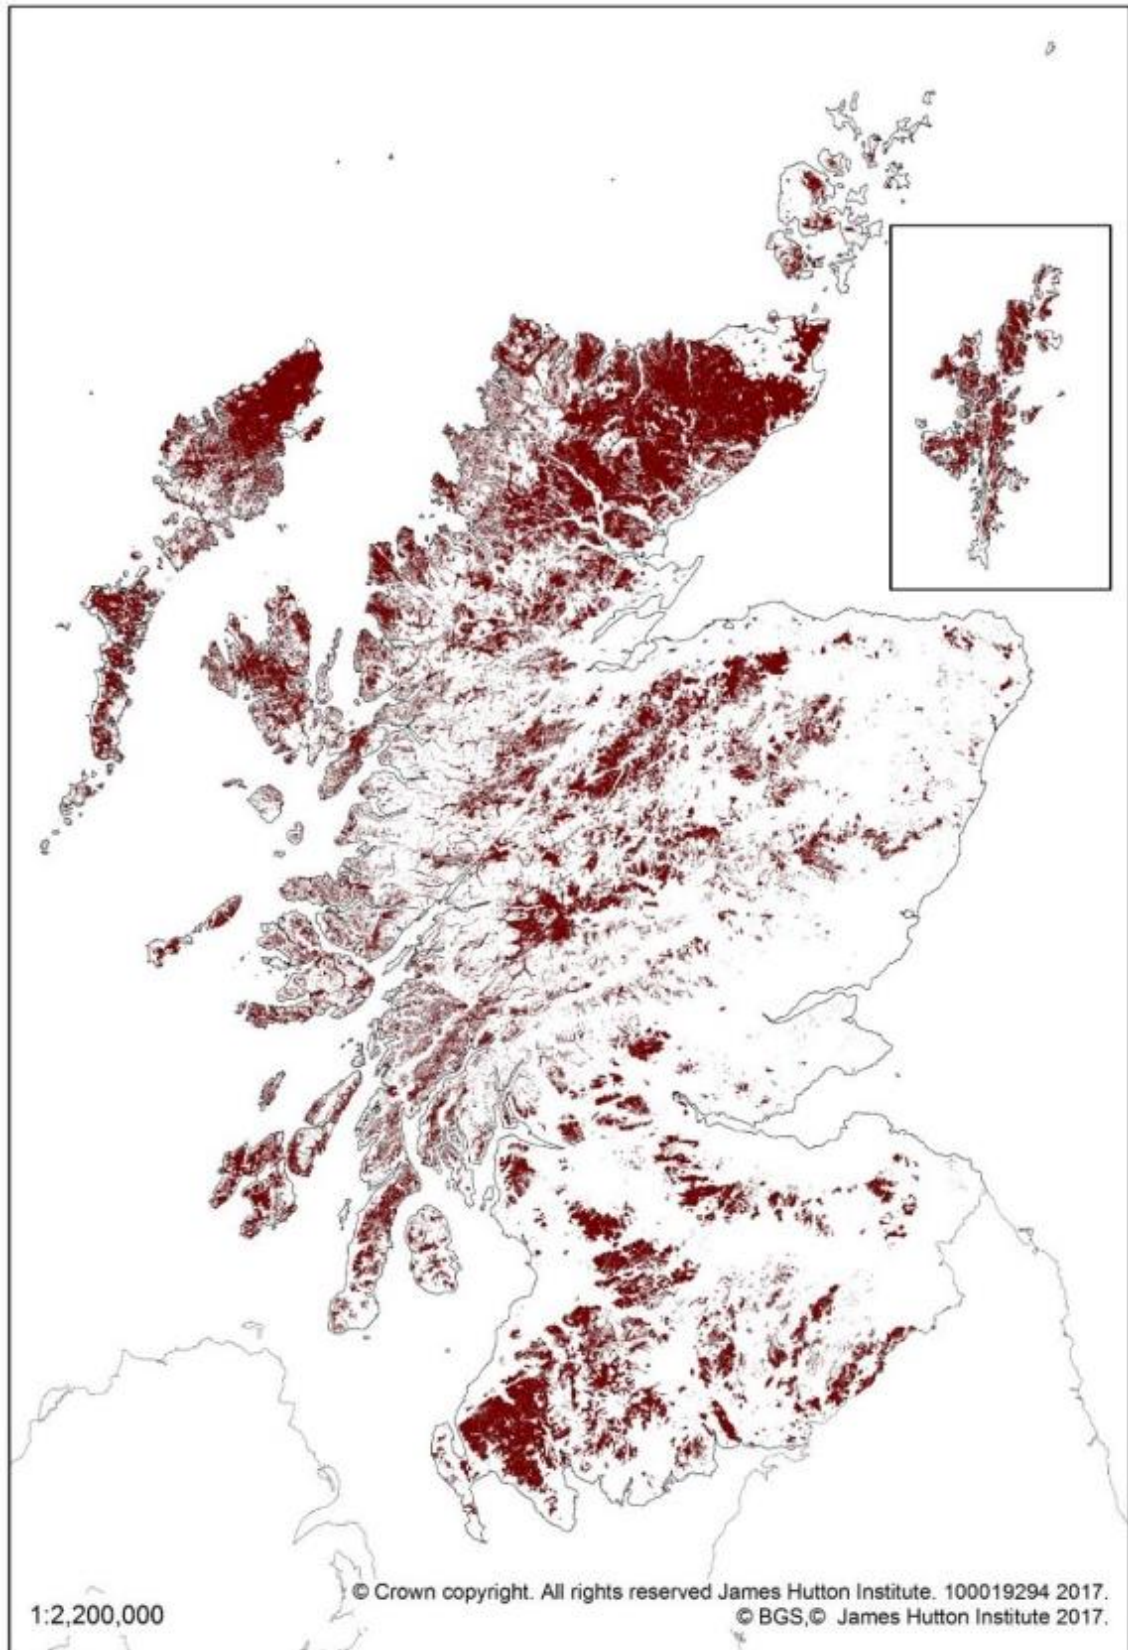 © Crown copyright. All rights reserved James Hutton Institute. 100019294 2017.
1:2,200,000
© BGS,© James Hutton Institute 2017.